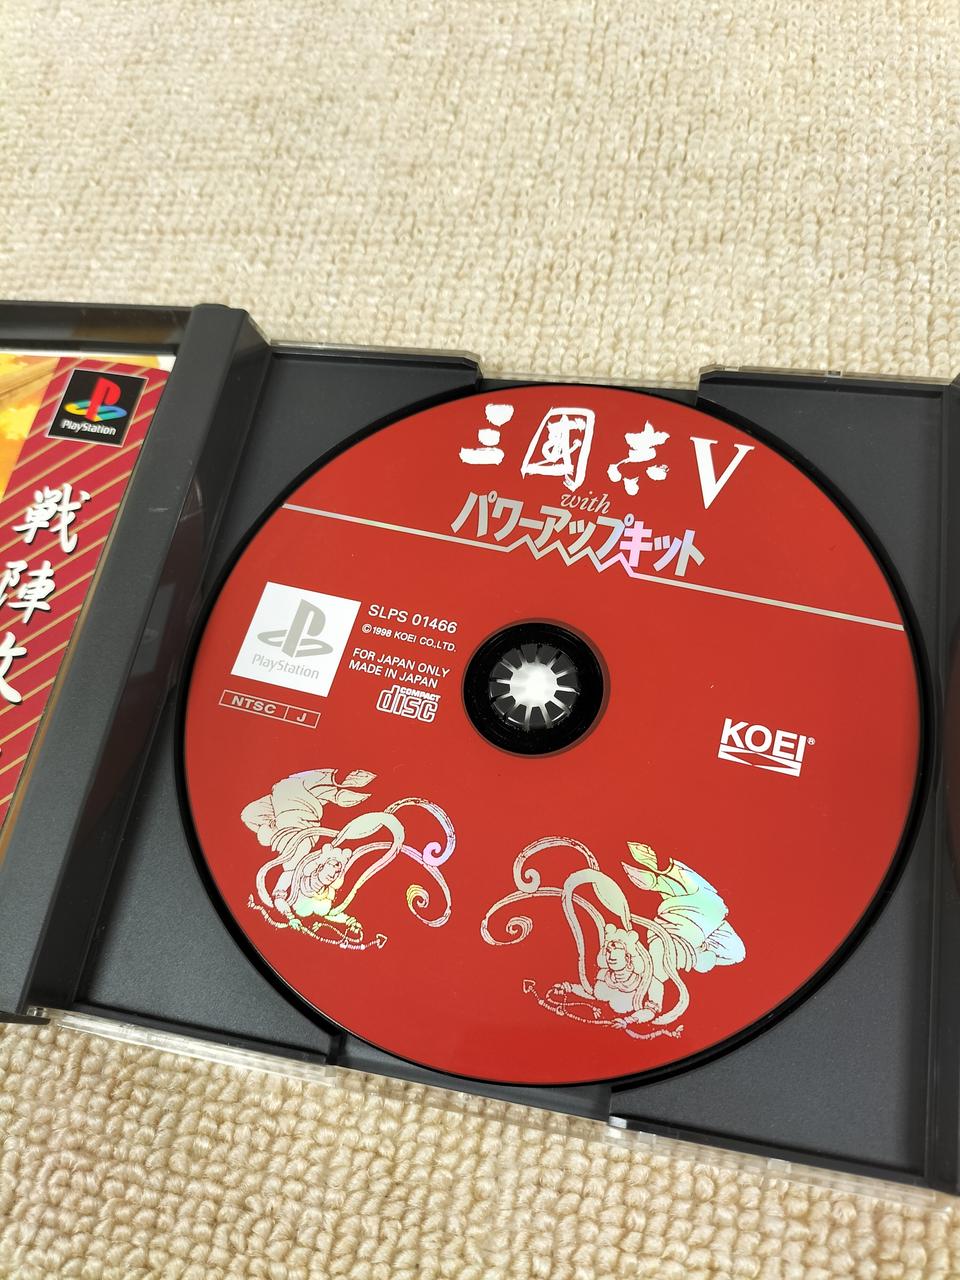 三國志V
with
パワーアップキット
PlayStation
SLPS 01466
©1998 KOEI CO.,LTD.
FOR JAPAN ONLY
MADE IN JAPAN
COMPACT
disc
NTSC J
KOEI®
PlayStation
戦陣